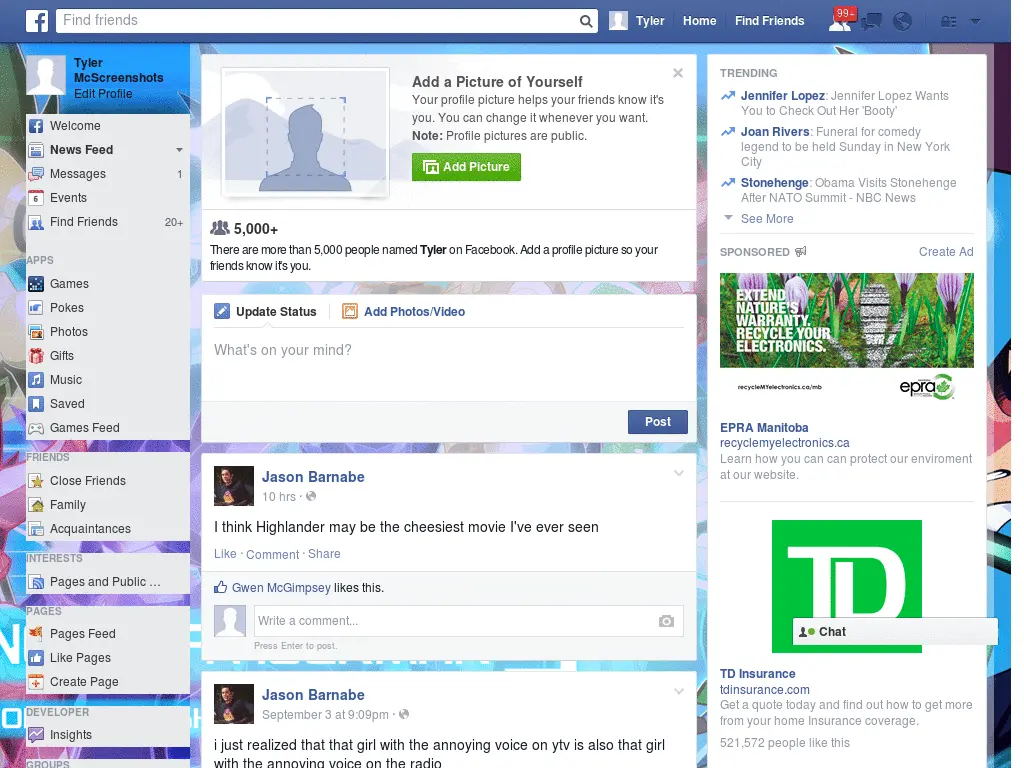 Find friends
Tyler
Home
Find Friends
99+
Tyler
McScreenshots
Edit Profile
Welcome
News Feed
Messages 1
6 Events
Find Friends 20+
APPS
Games
Pokes
Photos
Gifts
Music
Saved
Games Feed
FRIENDS
Close Friends
Family
Acquaintances
INTERESTS
Pages and Public ...
PAGES
Pages Feed
Like Pages
Create Page
DEVELOPER
Insights
GROUPS
Add a Picture of Yourself
Your profile picture helps your friends know it's
you. You can change it whenever you want.
Note: Profile pictures are public.
Add Picture
5,000+
There are more than 5,000 people named Tyler on Facebook. Add a profile picture so your
friends know it's you.
Update Status
Add Photos/Video
What's on your mind?
Post
Jason Barnabe
10 hrs ·
I think Highlander may be the cheesiest movie I've ever seen
Like · Comment · Share
Gwen McGimpsey likes this.
Write a comment...
Press Enter to post.
Jason Barnabe
September 3 at 9:09pm ·
i just realized that that girl with the annoying voice on ytv is also that girl
with the annoying voice on the radio
TRENDING
Jennifer Lopez: Jennifer Lopez Wants
You to Check Out Her 'Booty'
Joan Rivers: Funeral for comedy
legend to be held Sunday in New York
City
Stonehenge: Obama Visits Stonehenge
After NATO Summit - NBC News
See More
SPONSORED
Create Ad
EXTEND
NATURE'S
WARRANTY.
RECYCLE YOUR
ELECTRONICS.
recycleMYelectronics.ca/mb
epra
EPRA Manitoba
recyclemyelectronics.ca
Learn how you can can protect our enviroment
at our website.
TD
Chat
TD Insurance
tdinsurance.com
Get a quote today and find out how to get more
from your home Insurance coverage.
521,572 people like this